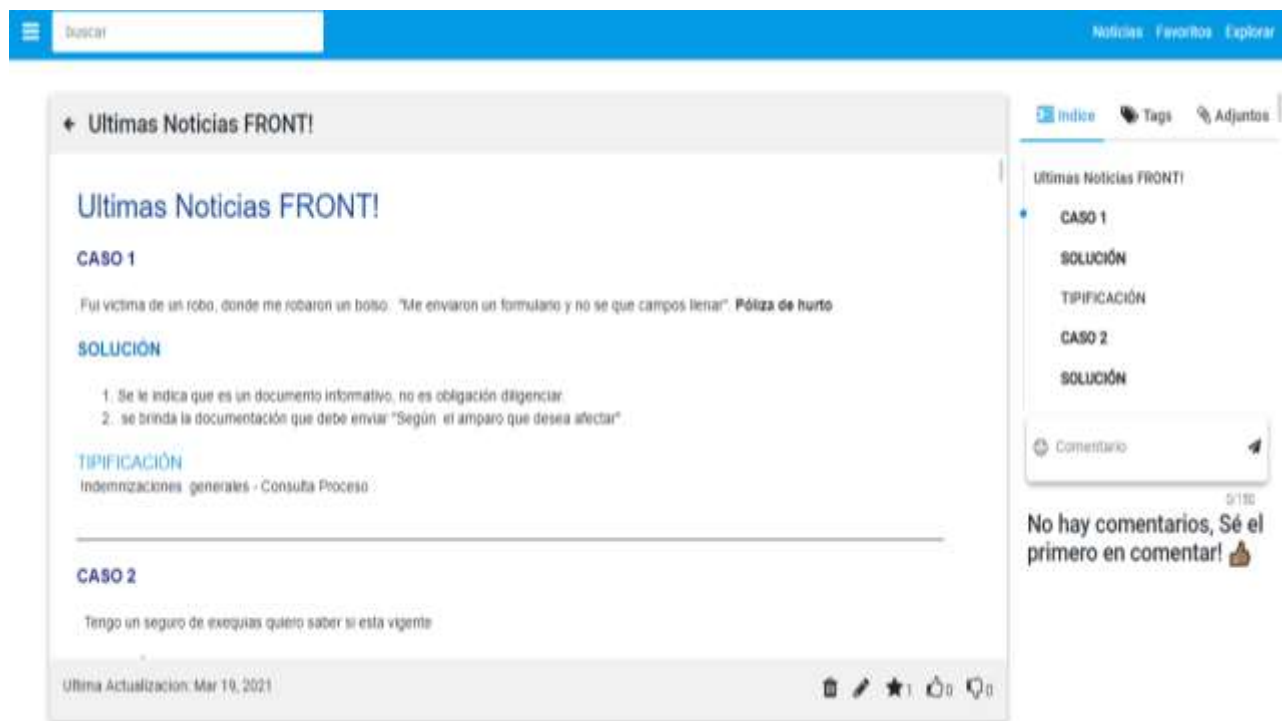 buscar
Noticias Favoritos Explorar
Ultimas Noticias FRONT!
Ultimas Noticias FRONT!
CASO 1
Fui victima de un robo, donde me robaron un bolso. "Me enviaron un formulario y no se que campos llenar". Póliza de hurto
SOLUCIÓN
1. Se le indica que es un documento informativo, no es obligación diligenciar.
2. se brinda la documentación que debe enviar "Según el amparo que desea afectar"
TIPIFICACIÓN
Indemnizaciones generales - Consulta Proceso
CASO 2
Tengo un seguro de exequias quiero saber si esta vigente
Ultima Actualizacion: Mar 19, 2021
1 0 0
Indice Tags Adjuntos
Ultimas Noticias FRONT!
CASO 1
SOLUCIÓN
TIPIFICACIÓN
CASO 2
SOLUCIÓN
Comentario
0/150
No hay comentarios, Sé el
primero en comentar!